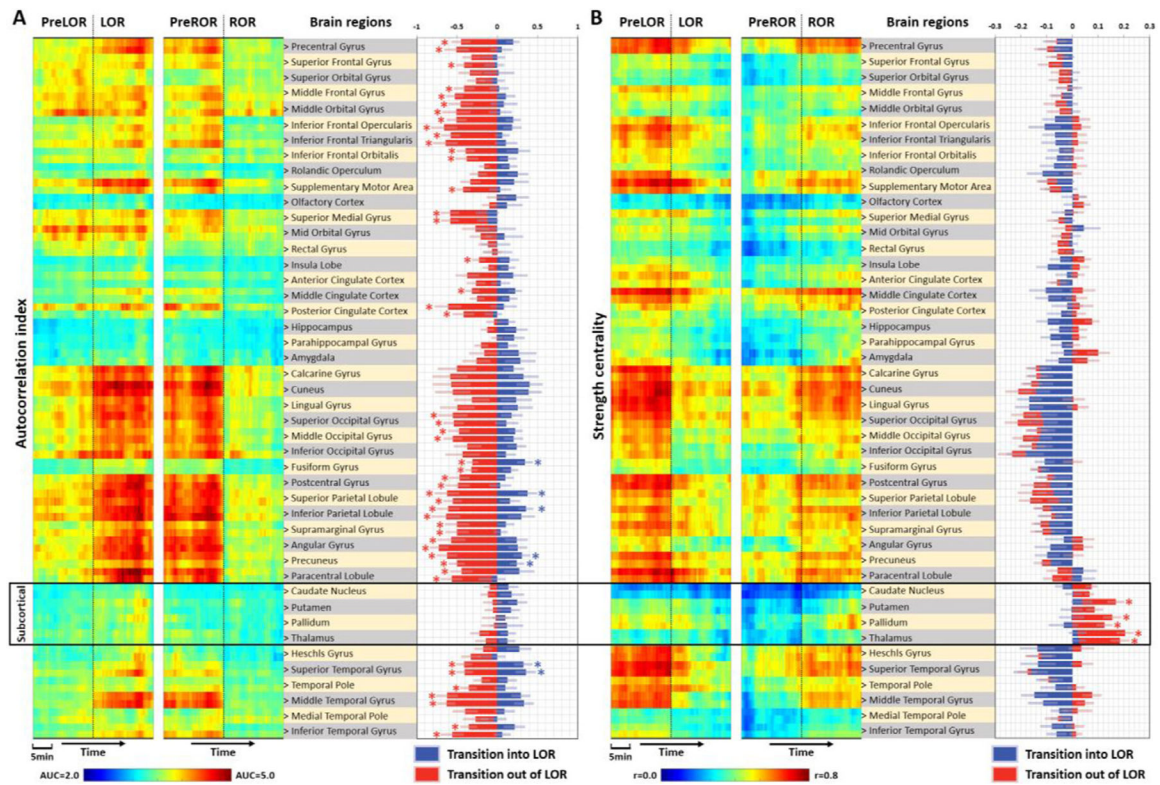 A
PreLOR LOR PreROR ROR Brain regions
-1 -0.5 0 0.5 1
Autocorrelation index
> Precentral Gyrus
> Superior Frontal Gyrus
> Superior Orbital Gyrus
> Middle Frontal Gyrus
> Middle Orbital Gyrus
> Inferior Frontal Opercularis
> Inferior Frontal Triangularis
> Inferior Frontal Orbitalis
> Rolandic Operculum
> Supplementary Motor Area
> Olfactory Cortex
> Superior Medial Gyrus
> Mid Orbital Gyrus
> Rectal Gyrus
> Insula Lobe
> Anterior Cingulate Cortex
> Middle Cingulate Cortex
> Posterior Cingulate Cortex
> Hippocampus
> Parahippocampal Gyrus
> Amygdala
> Calcarine Gyrus
> Cuneus
> Lingual Gyrus
> Superior Occipital Gyrus
> Middle Occipital Gyrus
> Inferior Occipital Gyrus
> Fusiform Gyrus
> Postcentral Gyrus
> Superior Parietal Lobule
> Inferior Parietal Lobule
> Supramarginal Gyrus
> Angular Gyrus
> Precuneus
> Paracentral Lobule
Subcortical
> Caudate Nucleus
> Putamen
> Pallidum
> Thalamus
> Heschls Gyrus
> Superior Temporal Gyrus
> Temporal Pole
> Middle Temporal Gyrus
> Medial Temporal Pole
> Inferior Temporal Gyrus
5min Time Time
AUC=2.0 AUC=5.0
Transition into LOR
Transition out of LOR
B
PreLOR LOR PreROR ROR Brain regions
-0.3 -0.2 -0.1 0 0.1 0.2 0.3
Strength centrality
> Precentral Gyrus
> Superior Frontal Gyrus
> Superior Orbital Gyrus
> Middle Frontal Gyrus
> Middle Orbital Gyrus
> Inferior Frontal Opercularis
> Inferior Frontal Triangularis
> Inferior Frontal Orbitalis
> Rolandic Operculum
> Supplementary Motor Area
> Olfactory Cortex
> Superior Medial Gyrus
> Mid Orbital Gyrus
> Rectal Gyrus
> Insula Lobe
> Anterior Cingulate Cortex
> Middle Cingulate Cortex
> Posterior Cingulate Cortex
> Hippocampus
> Parahippocampal Gyrus
> Amygdala
> Calcarine Gyrus
> Cuneus
> Lingual Gyrus
> Superior Occipital Gyrus
> Middle Occipital Gyrus
> Inferior Occipital Gyrus
> Fusiform Gyrus
> Postcentral Gyrus
> Superior Parietal Lobule
> Inferior Parietal Lobule
> Supramarginal Gyrus
> Angular Gyrus
> Precuneus
> Paracentral Lobule
> Caudate Nucleus
> Putamen
> Pallidum
> Thalamus
> Heschls Gyrus
> Superior Temporal Gyrus
> Temporal Pole
> Middle Temporal Gyrus
> Medial Temporal Pole
> Inferior Temporal Gyrus
5min Time Time
r=0.0 r=0.8
Transition into LOR
Transition out of LOR